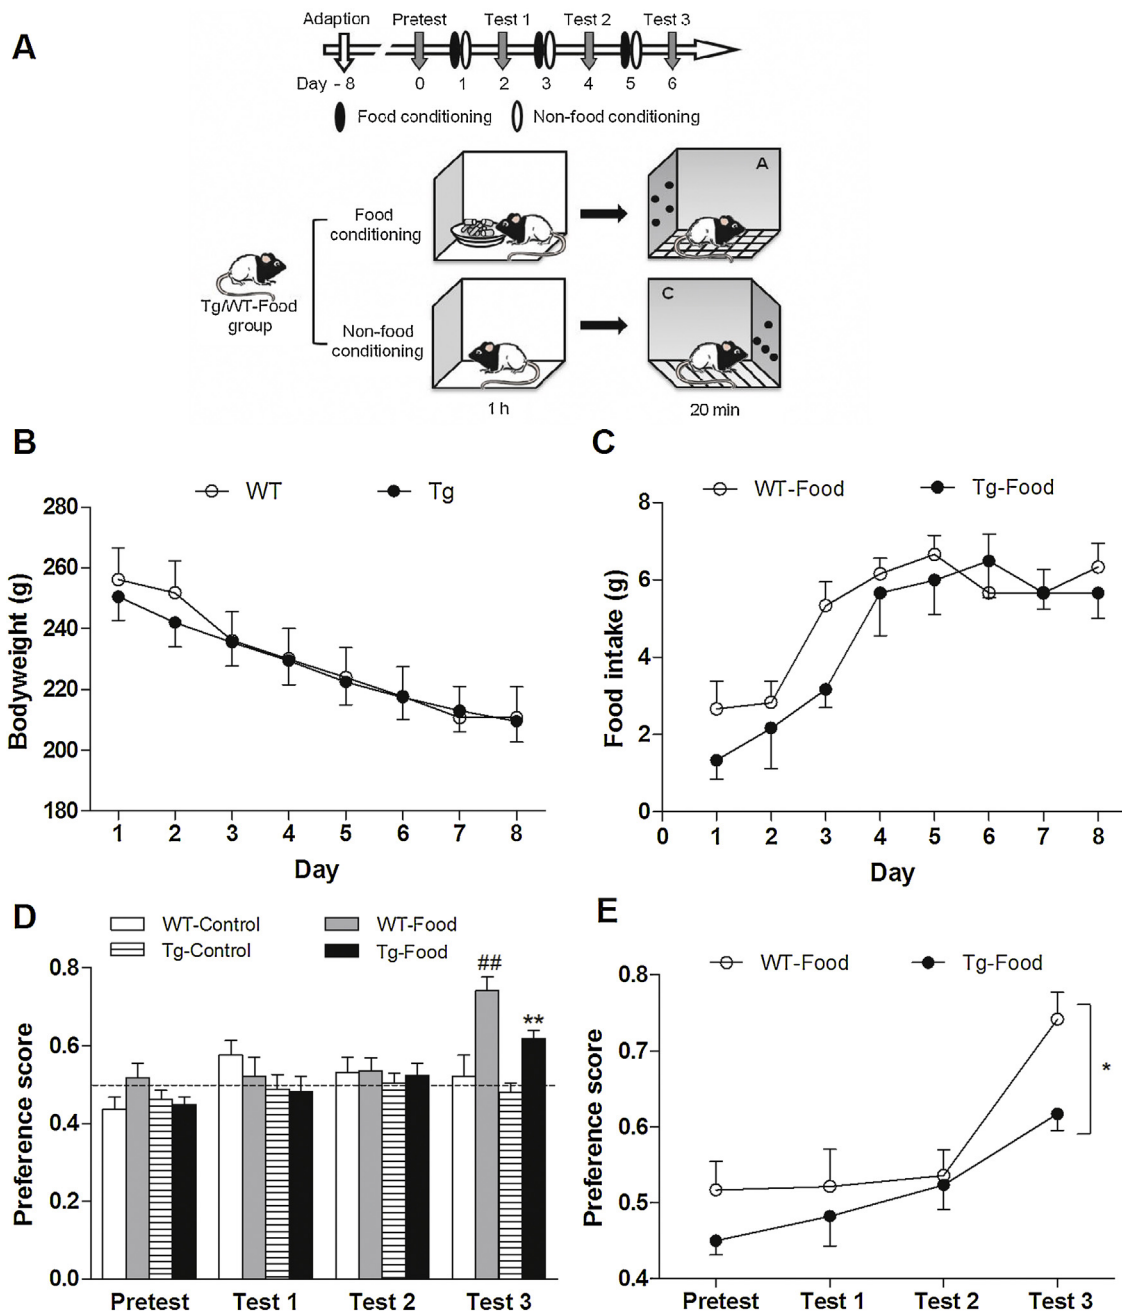 A
Adaption Pretest Test 1 Test 2 Test 3
Day - 8 0 1 2 3 4 5 6
Food conditioning Non-food conditioning
A
Food
conditioning
Tg/WT-Food
group
C
Non-food
conditioning
1 h 20 min
B
WT Tg
280
260
240
220
200
180
Bodyweight (g)
1 2 3 4 5 6 7 8
Day
C
WT-Food Tg-Food
8
6
4
2
0
Food intake (g)
0 1 2 3 4 5 6 7 8
Day
D
WT-Control WT-Food
Tg-Control Tg-Food
0.8
0.6
0.4
0.2
0.0
Preference score
##
**
Pretest Test 1 Test 2 Test 3
E
WT-Food Tg-Food
0.8
0.7
0.6
0.5
0.4
Preference score
*
Pretest Test 1 Test 2 Test 3